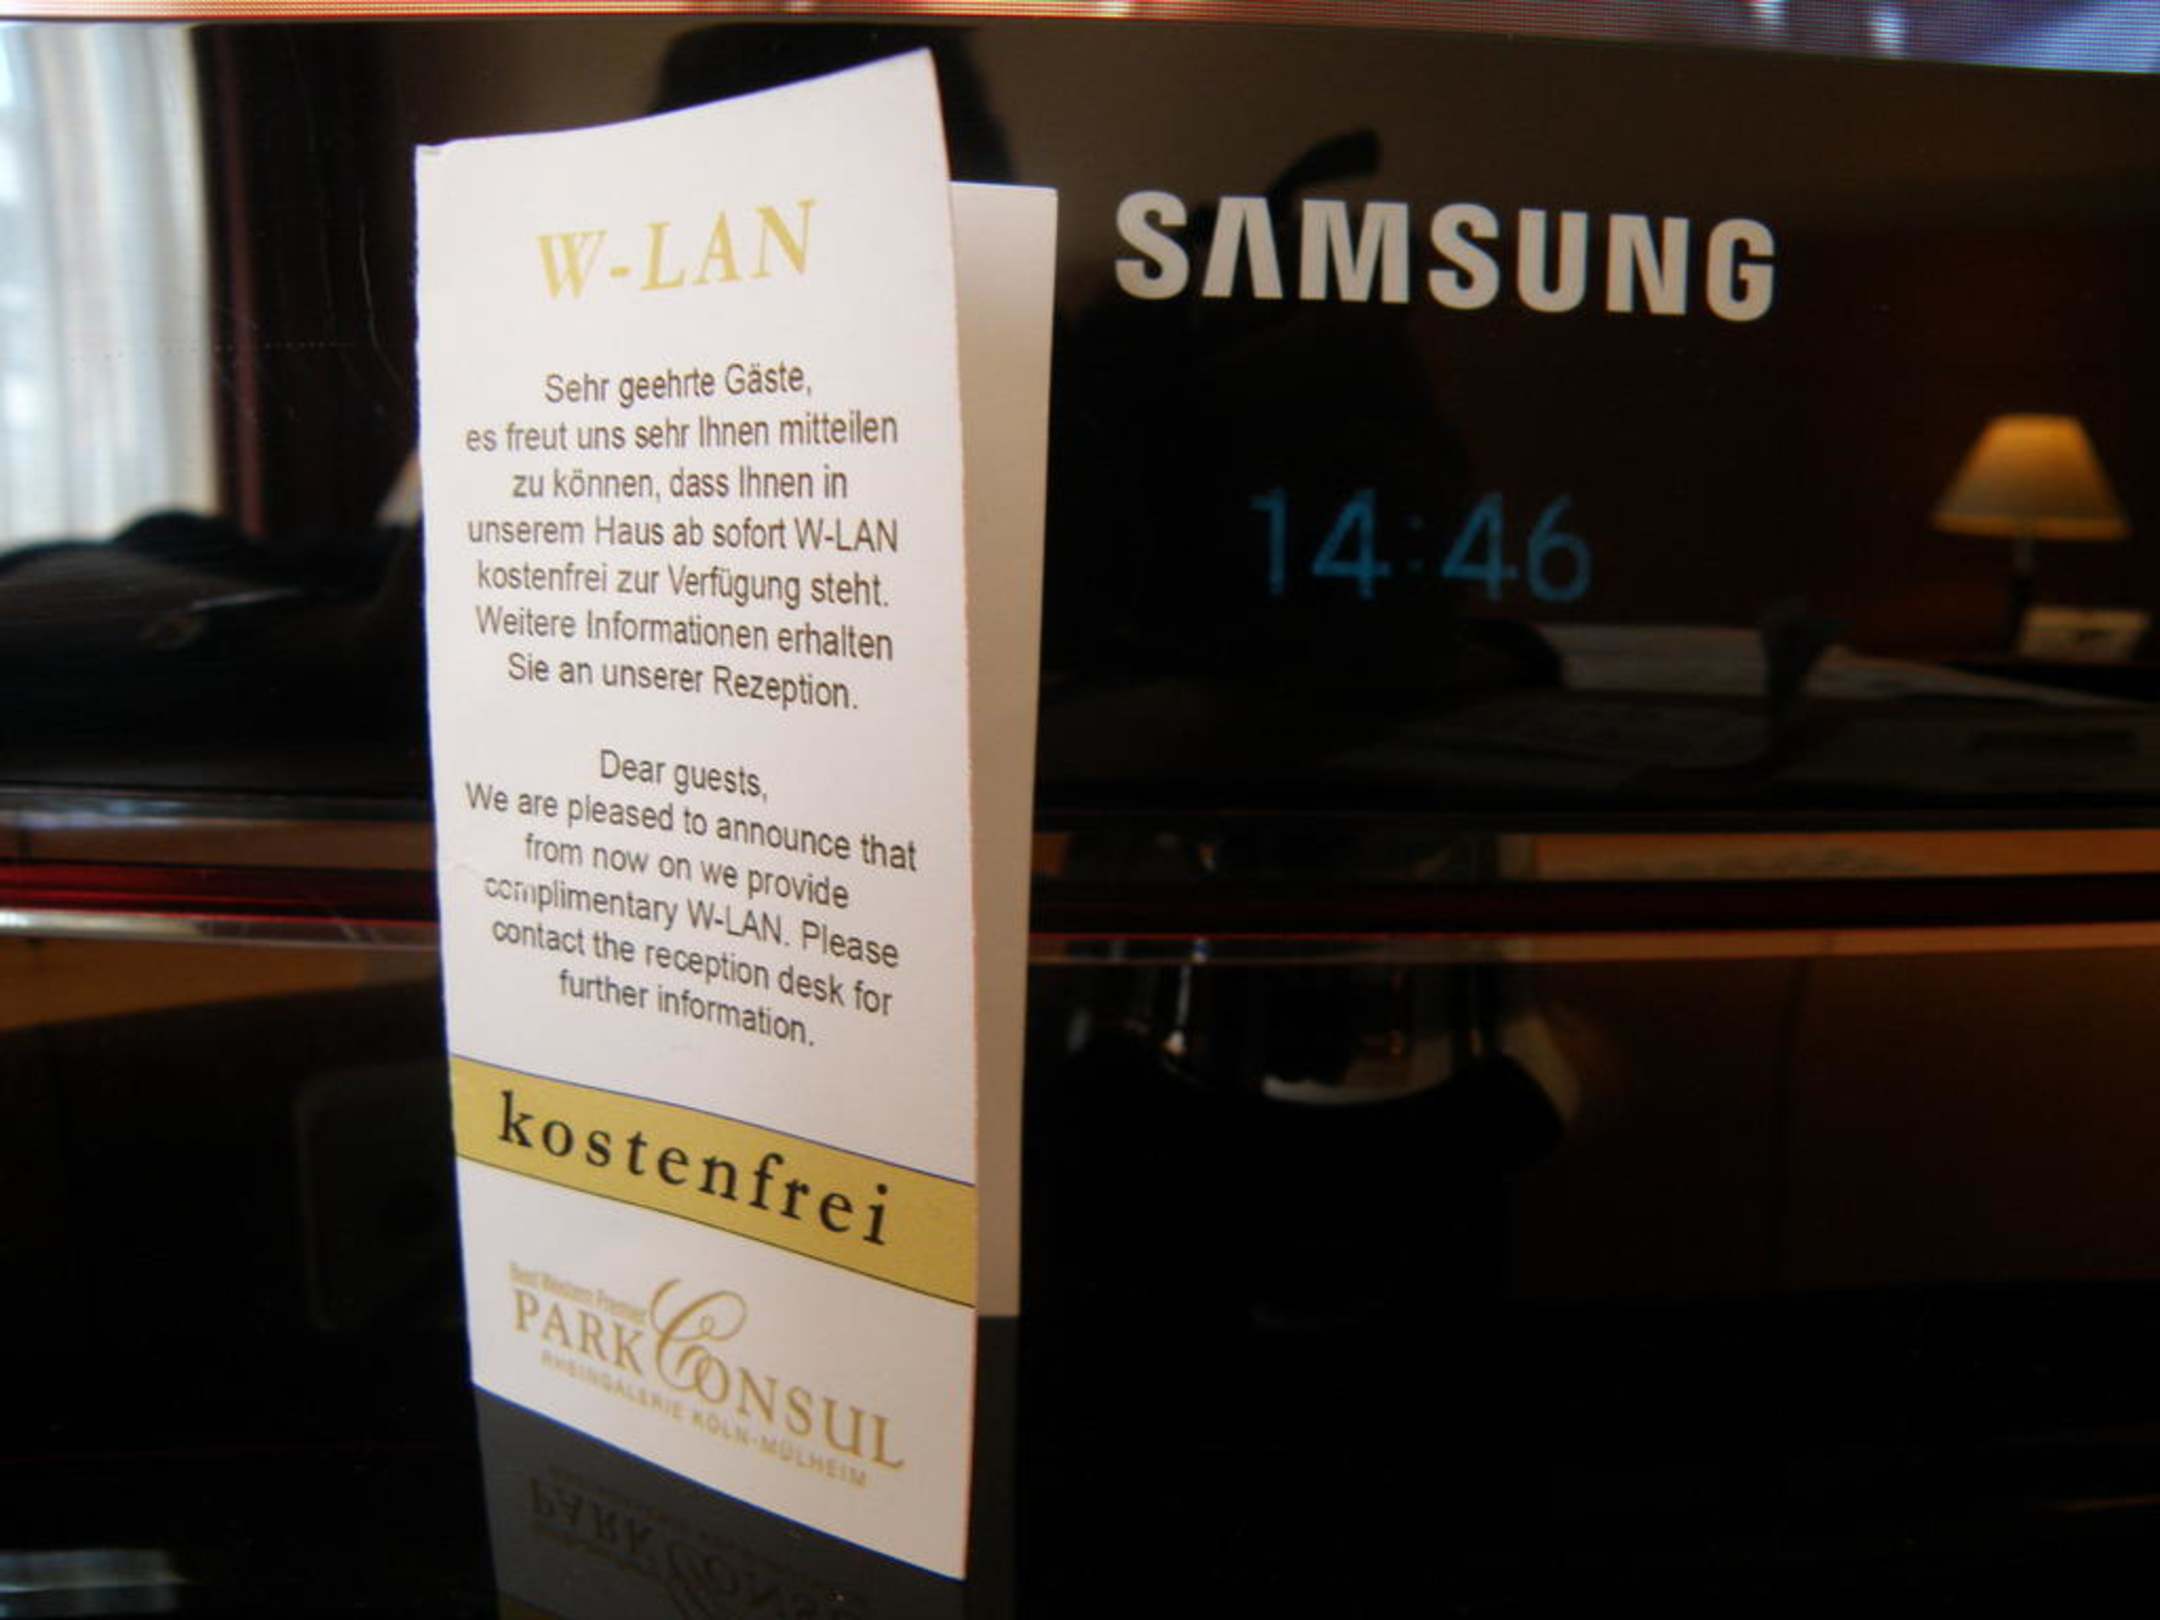 W-LAN
Sehr geehrte Gäste,
es freut uns sehr Ihnen mitteilen
zu können, dass Ihnen in
unserem Haus ab sofort W-LAN
kostenfrei zur Verfügung steht.
Weitere Informationen erhalten
Sie an unserer Rezeption.
Dear guests,
We are pleased to announce that
from now on we provide
complimentary W-LAN. Please
contact the reception desk for
further information.
kostenfrei
Best Western Premier
PARK CONSUL
RHEINGALERIE KÖLN-MÜLHEIM
SAMSUNG
14:46